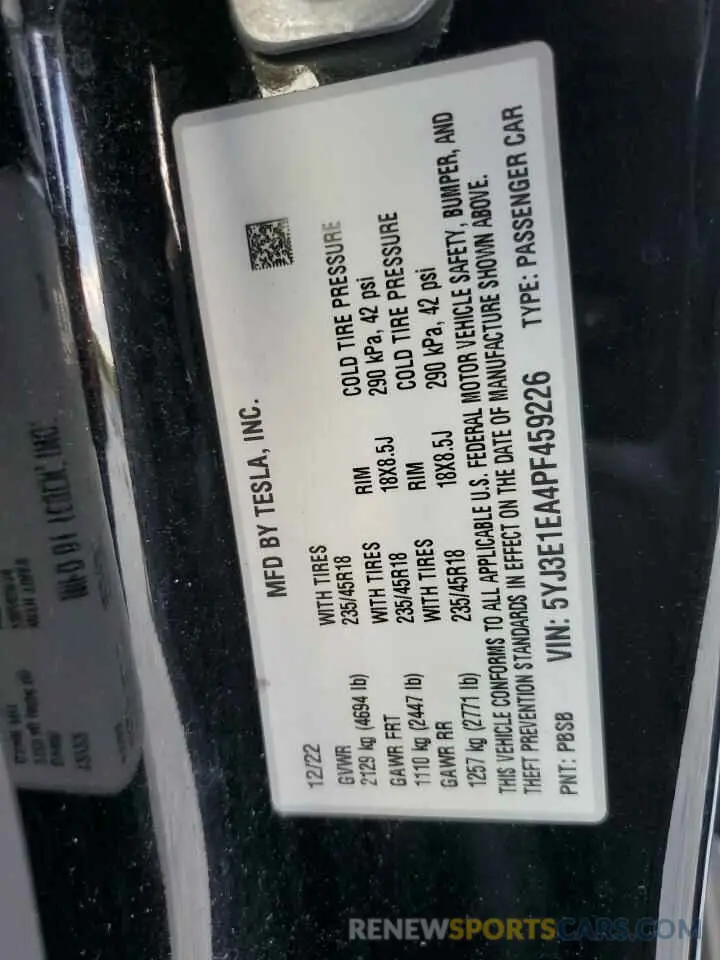 MFD BY TESLA, INC.
12/22
GVWR WITH TIRES RIM COLD TIRE PRESSURE
2129 kg (4694 lb) 235/45R18 18X8.5J 290 kPa, 42 psi
GAWR FRT WITH TIRES RIM COLD TIRE PRESSURE
1110 kg (2447 lb) 235/45R18 18X8.5J 290 kPa, 42 psi
GAWR RR WITH TIRES
1257 kg (2771 lb) 235/45R18
THIS VEHICLE CONFORMS TO ALL APPLICABLE U.S. FEDERAL MOTOR VEHICLE SAFETY, BUMPER, AND
THEFT PREVENTION STANDARDS IN EFFECT ON THE DATE OF MANUFACTURE SHOWN ABOVE.
PNT: PBSB VIN: 5YJ3E1EA4PF459226 TYPE: PASSENGER CAR
RENEWSPORTSCARS.COM